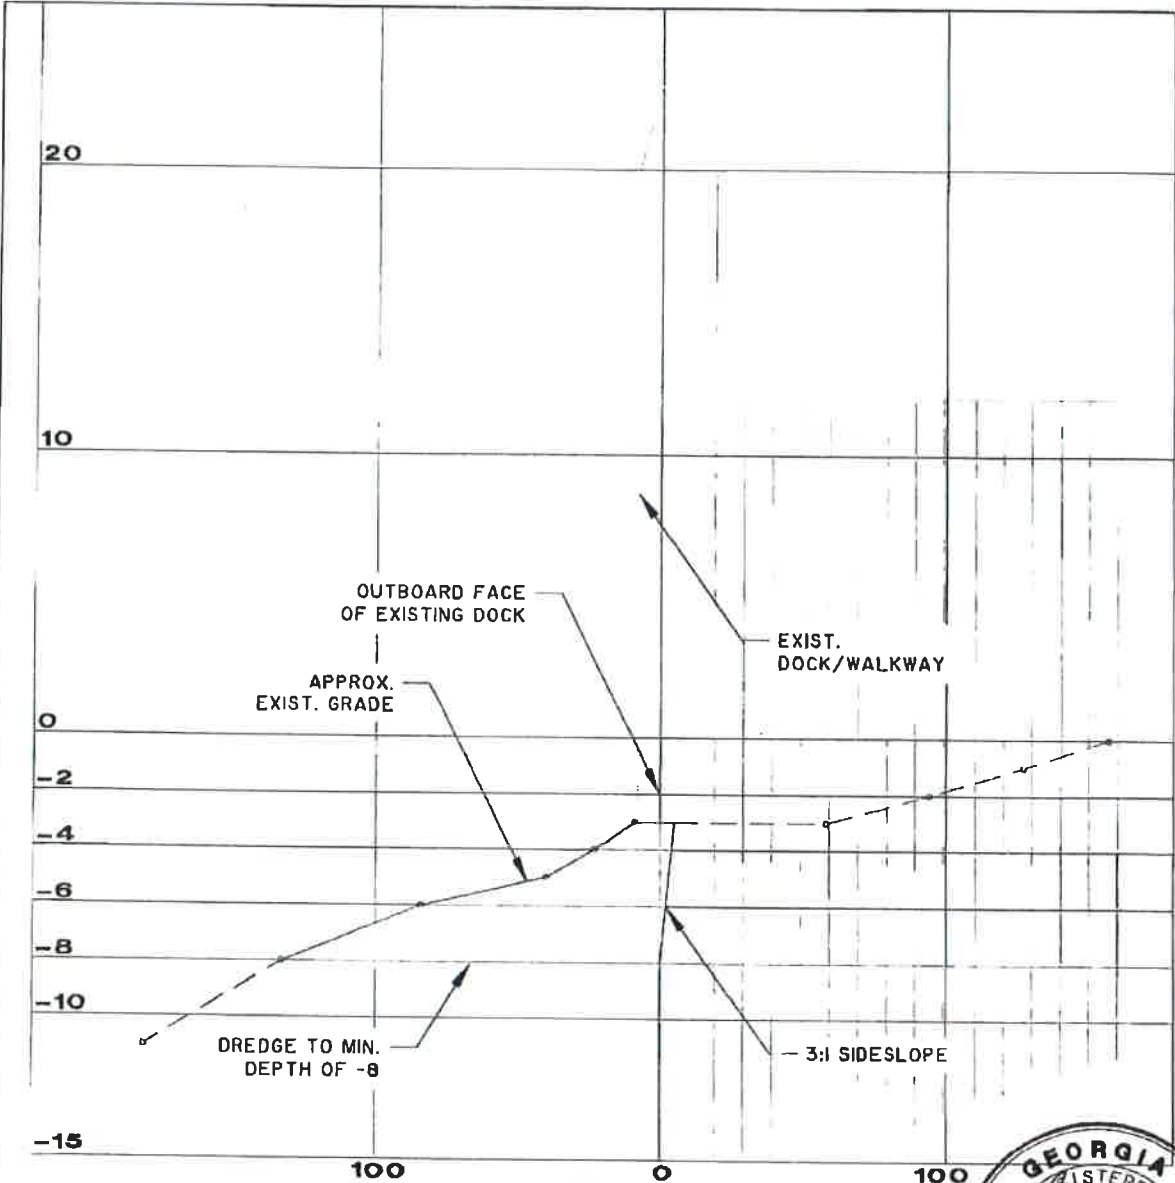 20
10
OUTBOARD FACE
OF EXISTING DOCK
EXIST.
DOCK/WALKWAY
APPROX.
EXIST. GRADE
0
-2
-4
-6
-8
-10
DREDGE TO MIN.
DEPTH OF -8
3:1 SIDESLOPE
-15
100
0
100
GEORGIA